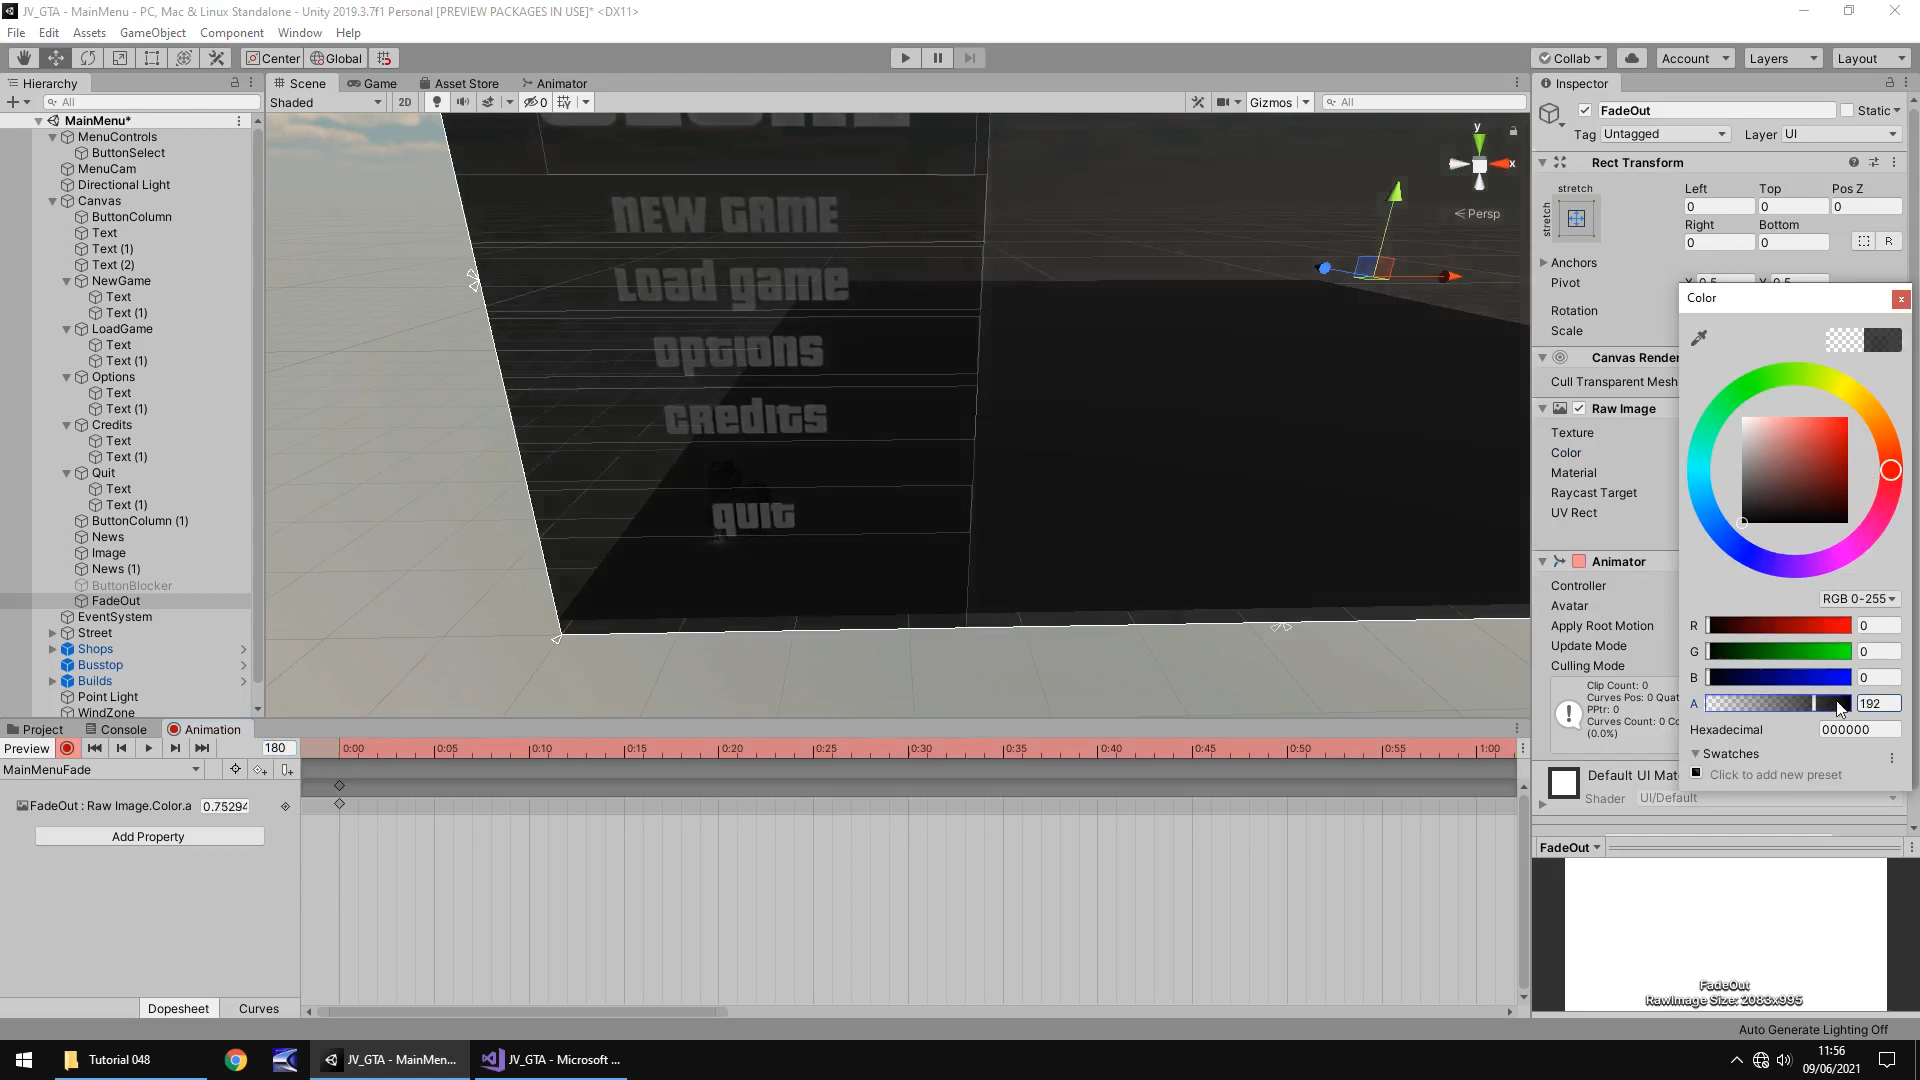 JV_GTA - MainMenu - PC, Mac & Linux Standalone - Unity 2019.3.7f1 Personal [PREVIEW PACKAGES IN USE]* <DX11>
File Edit Assets GameObject Component Window Help
Center Global Collab Account Layers Layout
Hierarchy Scene Game Asset Store Animator Inspector
All Shaded 2D 0 Gizmos All
FadeOut Static
Tag Untagged Layer UI
MainMenu*
MenuControls
ButtonSelect
MenuCam
Directional Light
Canvas
ButtonColumn
Text
Text (1)
Text (2)
NewGame
Text
Text (1)
LoadGame
Text
Text (1)
Options
Text
Text (1)
Credits
Text
Text (1)
Quit
Text
Text (1)
ButtonColumn (1)
News
Image
News (1)
ButtonBlocker
FadeOut
EventSystem
Street
Shops
Busstop
Builds
Point Light
WindZone
NEW GAME
Load game
options
credits
quit
y
x
Persp
Rect Transform
stretch Left Top Pos Z
stretch 0 0 0
Right Bottom
0 0 R
Anchors
Pivot X 0.5 Y 0.5
Rotation
Scale
Canvas Render
Cull Transparent Mesh
Raw Image
Texture
Color
Material
Raycast Target
UV Rect
Animator
Controller
Avatar
Apply Root Motion
Update Mode
Culling Mode
Clip Count: 0
Curves Pos: 0 Quat
PPtr: 0
Curves Count: 0 Co
(0.0%)
Default UI Mat
Shader UI/Default
Color x
RGB 0-255
R 0
G 0
B 0
A 192
Hexadecimal 000000
Swatches
Click to add new preset
FadeOut
FadeOut
RawImage Size: 2083x995
Project Console Animation
Preview 180 0:00 0:05 0:10 0:15 0:20 0:25 0:30 0:35 0:40 0:45 0:50 0:55 1:00
MainMenuFade
FadeOut : Raw Image.Color.a 0.75294
Add Property
Dopesheet Curves
Auto Generate Lighting Off
Tutorial 048 JV_GTA - MainMen... JV_GTA - Microsoft ...
11:56
09/06/2021